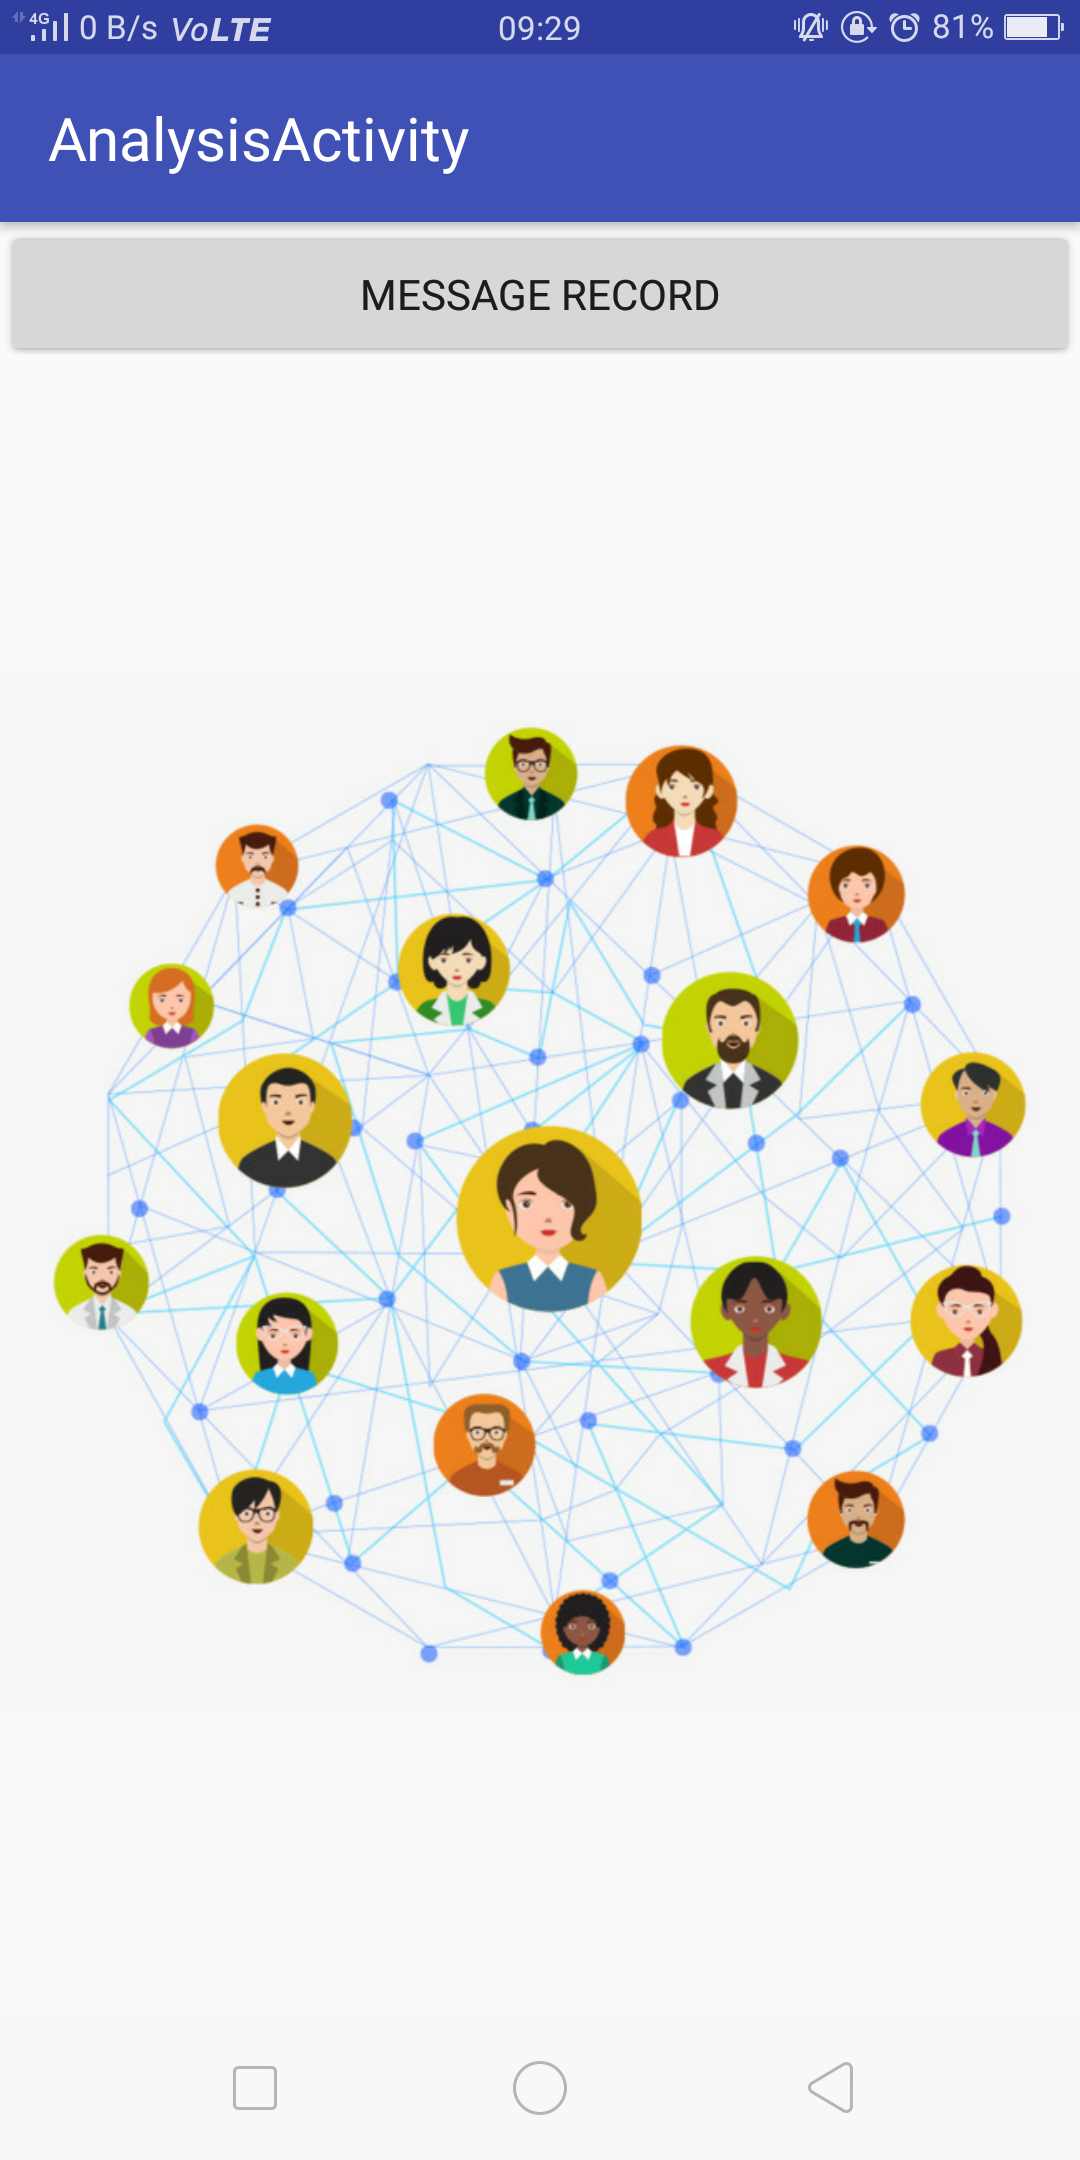 4G 0 B/s VoLTE 09:29 81%
AnalysisActivity
MESSAGE RECORD